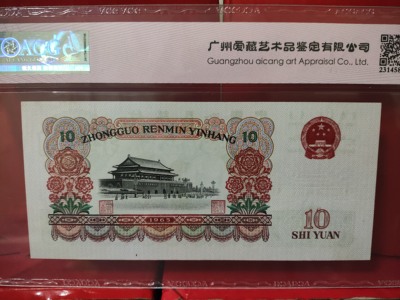 广州爱藏艺术品鉴定有限公司
Guangzhou aicang art Appraisal Co., Ltd.
231458
10
10
ZHONGGUO RENMIN YINHANG
1965
10
SHI YUAN